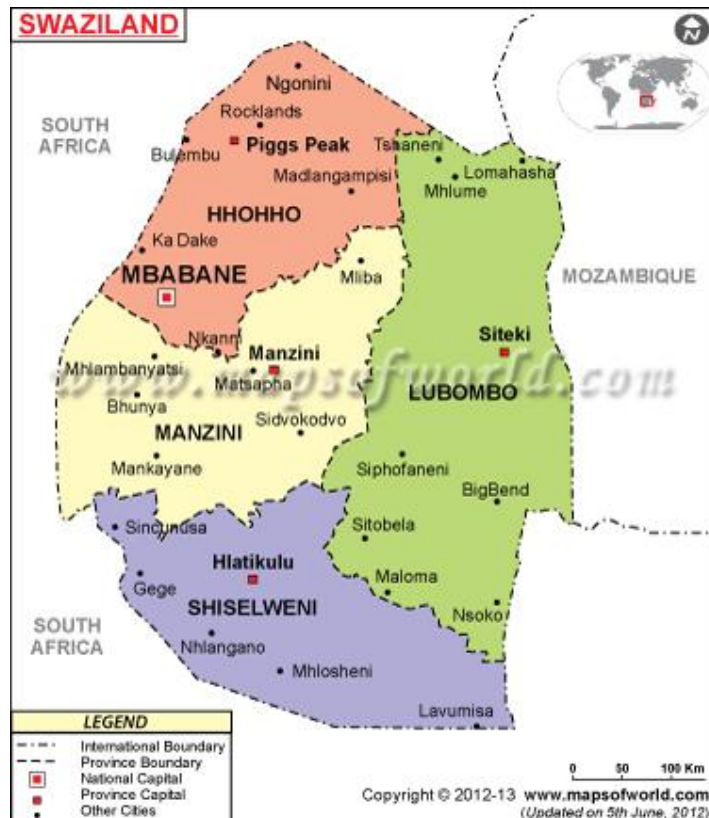 SWAZILAND
N
Ngonini
Rocklands
SOUTH
AFRICA
Bulembu
Piggs Peak
Tshaneni
Lomahasha
Mhlume
Madlangampisi
HHOHHO
Ka Dake
MBABANE
Mliba
MOZAMBIQUE
Nkanm
Manzini
Siteki
Mhlambanyatsi
Matsapha
www.mapsofworld.com
Bhunya
LUBOMBO
Sidvokodvo
MANZINI
Mankayane
Siphofaneni
BigBend
Sincunusa
Sitobela
Hlatikulu
Gege
Maloma
SHISELWENI
Nsoko
SOUTH
AFRICA
Nhlangano
Mhlosheni
Lavumisa
LEGEND
International Boundary
Province Boundary
National Capital
Province Capital
Other Cities
0 50 100 Km
Copyright © 2012-13 www.mapsofworld.com
(Updated on 5th June, 2012)